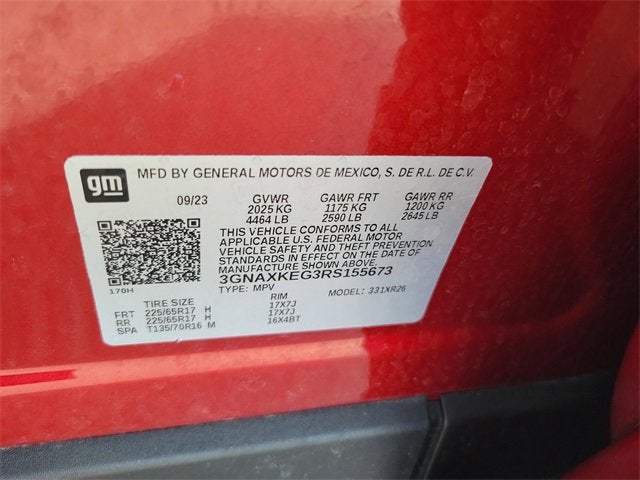 gm
MFD BY GENERAL MOTORS DE MEXICO, S. DE R.L. DE C.V.
09/23 GVWR GAWR FRT GAWR RR
2025 KG 1175 KG 1200 KG
4464 LB 2590 LB 2645 LB
THIS VEHICLE CONFORMS TO ALL
APPLICABLE U.S. FEDERAL MOTOR
VEHICLE SAFETY AND THEFT PREVENTION
STANDARDS IN EFFECT ON THE DATE OF
MANUFACTURE SHOWN ABOVE.
3GNAXKEG3RS155673
170H
TYPE: MPV MODEL: 331XR26
TIRE SIZE RIM
FRT 225/65R17 H 17X7J
RR 225/65R17 H 17X7J
SPA T135/70R16 M 16X4BT